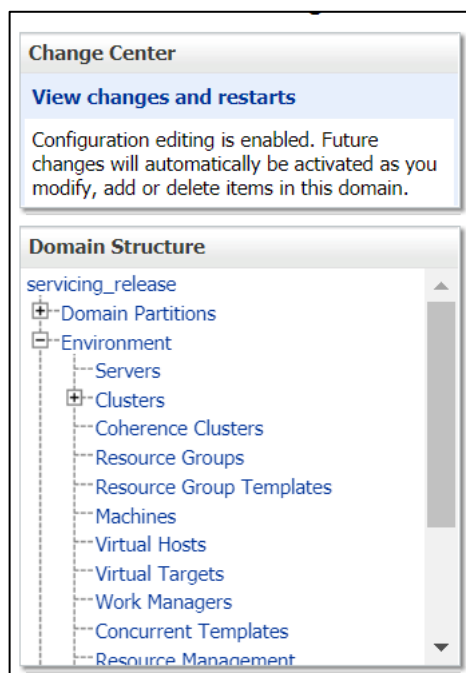 Change Center
View changes and restarts
Configuration editing is enabled. Future
changes will automatically be activated as you
modify, add or delete items in this domain.
Domain Structure
servicing_release
Domain Partitions
Environment
Servers
Clusters
Coherence Clusters
Resource Groups
Resource Group Templates
Machines
Virtual Hosts
Virtual Targets
Work Managers
Concurrent Templates
Resource Management